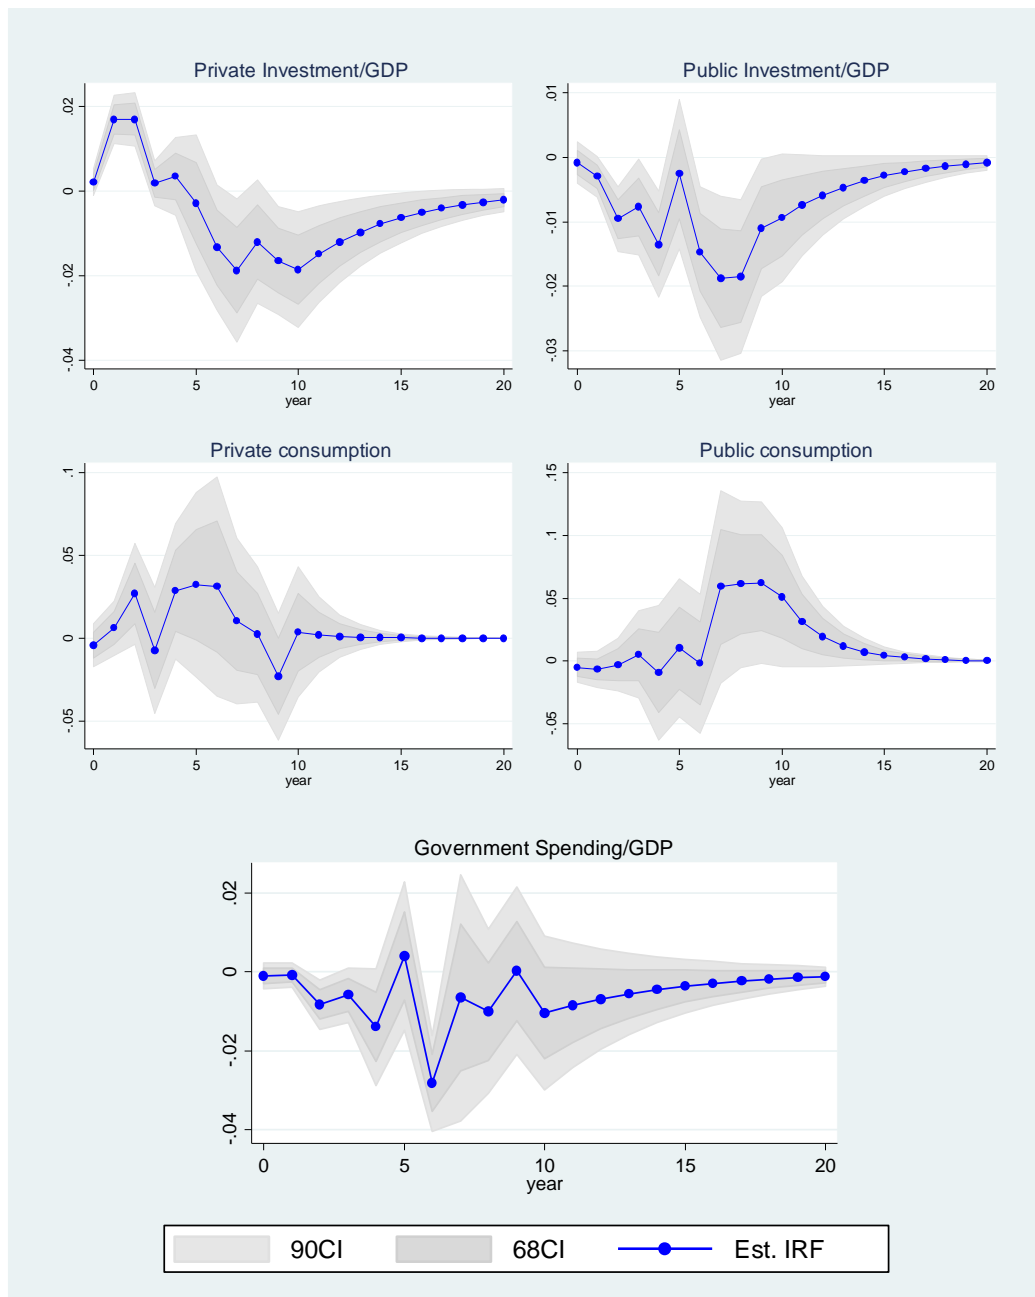 Private Investment/GDP
.02
0
-.02
-.04
0 5 10 15 20
year
Public Investment/GDP
.01
0
-.01
-.02
-.03
0 5 10 15 20
year
Private consumption
.1
.05
0
-.05
0 5 10 15 20
year
Public consumption
.15
.1
.05
0
-.05
0 5 10 15 20
year
Government Spending/GDP
.02
0
-.02
-.04
0 5 10 15 20
year
90CI 68CI Est. IRF